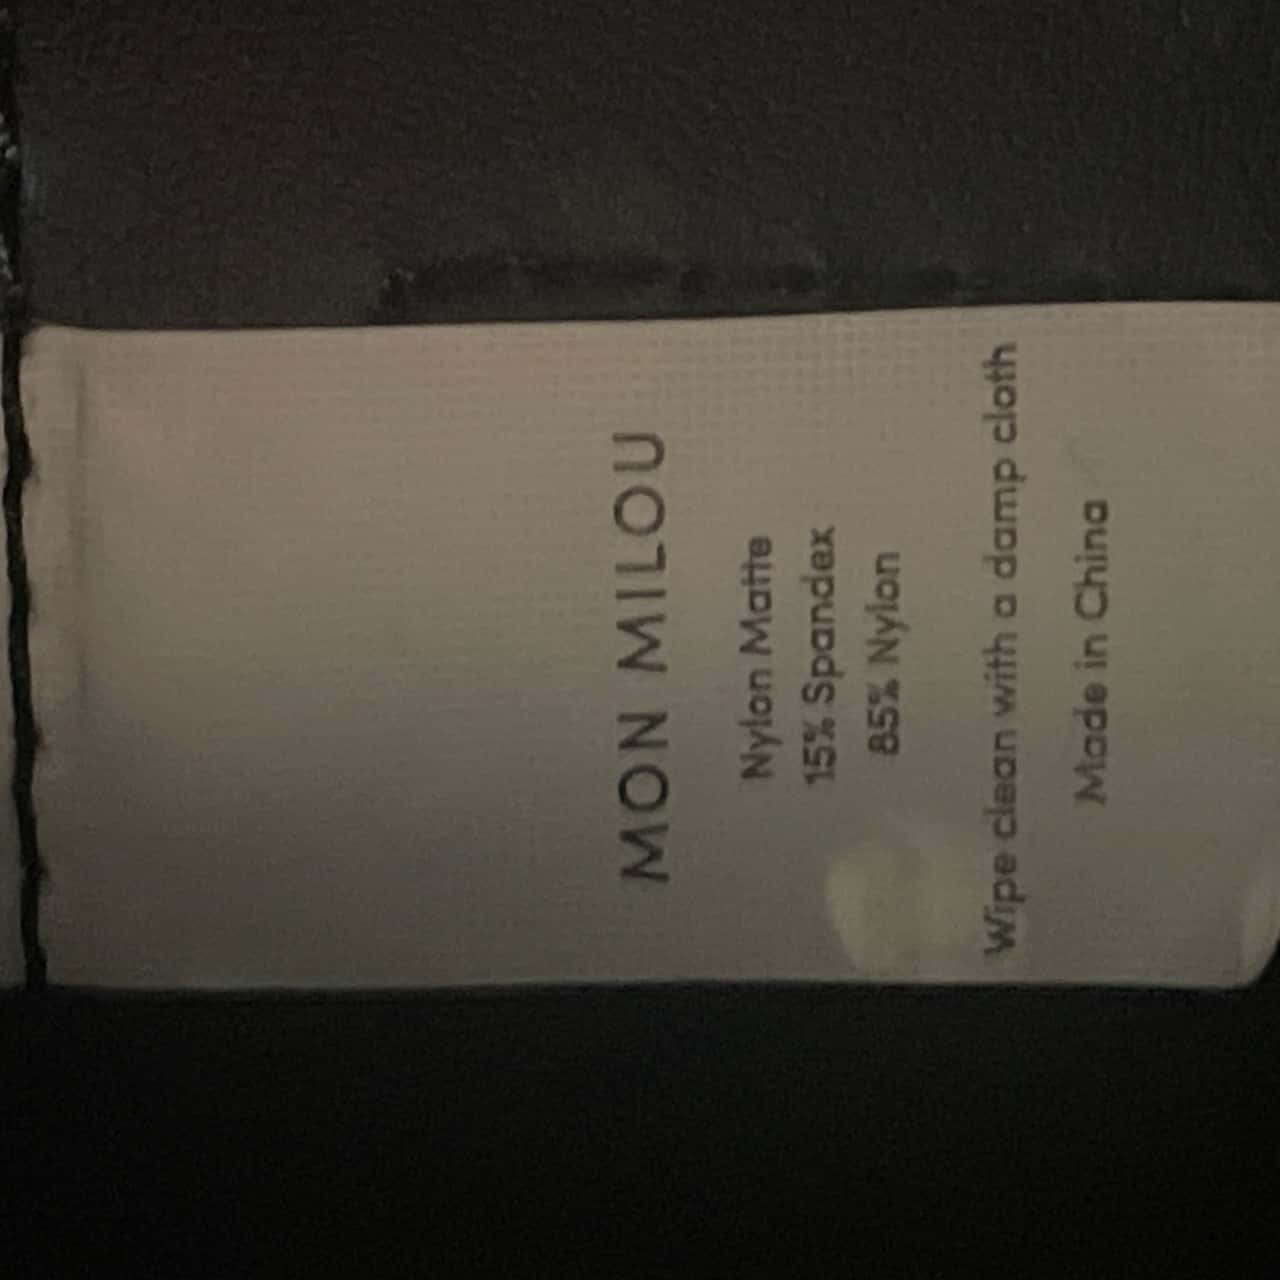 MON MILOU
Nylon Matte
15% Spandex
85% Nylon
Wipe clean with a damp cloth
Made in China